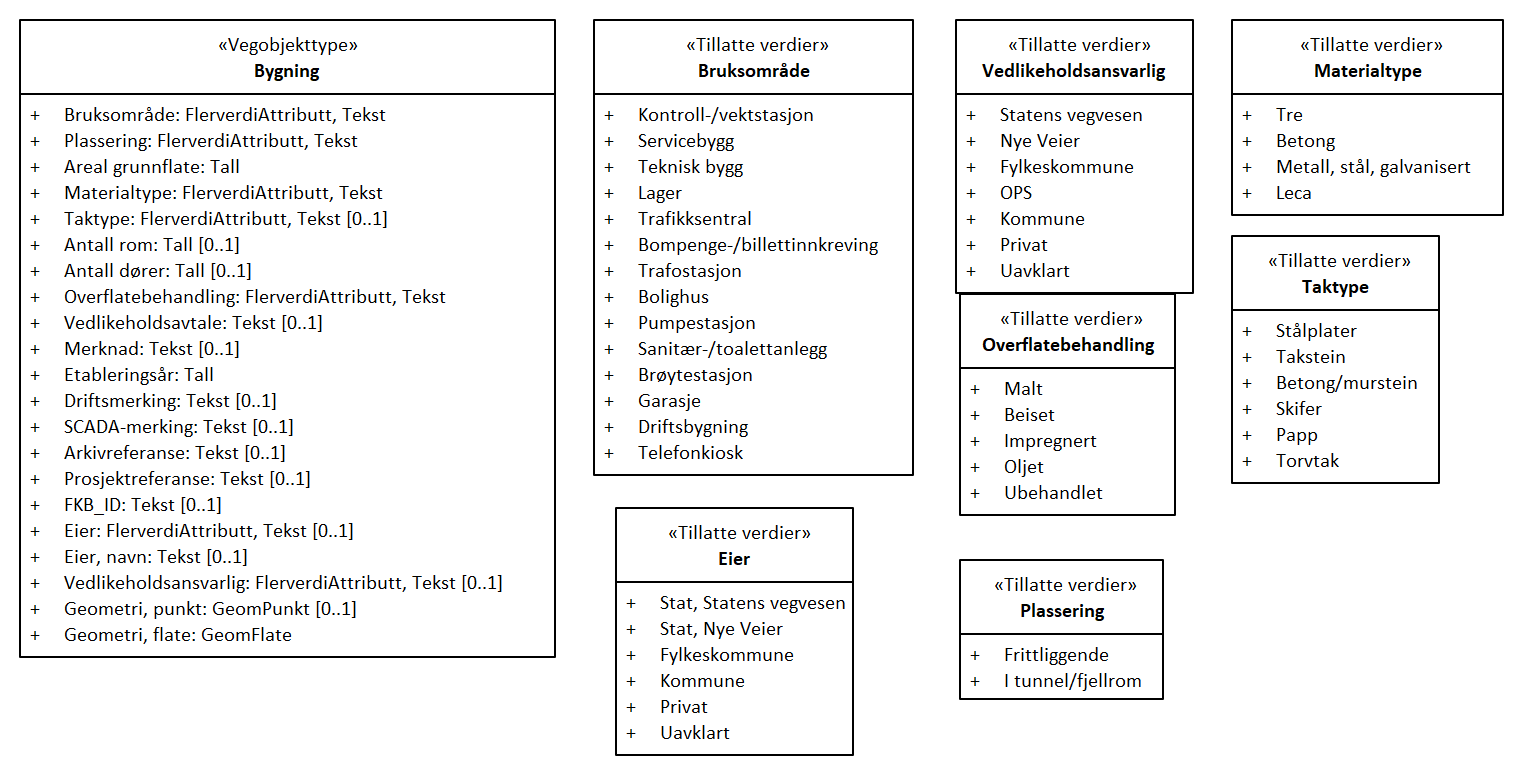 «Vegobjekttype»
Bygning
+ Bruksområde: FlerverdiAttributt, Tekst
+ Plassering: FlerverdiAttributt, Tekst
+ Areal grunnflate: Tall
+ Materialtype: FlerverdiAttributt, Tekst
+ Taktype: FlerverdiAttributt, Tekst [0..1]
+ Antall rom: Tall [0..1]
+ Antall dører: Tall [0..1]
+ Overflatebehandling: FlerverdiAttributt, Tekst
+ Vedlikeholdsavtale: Tekst [0..1]
+ Merknad: Tekst [0..1]
+ Etableringsår: Tall
+ Driftsmerking: Tekst [0..1]
+ SCADA-merking: Tekst [0..1]
+ Arkivreferanse: Tekst [0..1]
+ Prosjektreferanse: Tekst [0..1]
+ FKB_ID: Tekst [0..1]
+ Eier: FlerverdiAttributt, Tekst [0..1]
+ Eier, navn: Tekst [0..1]
+ Vedlikeholdsansvarlig: FlerverdiAttributt, Tekst [0..1]
+ Geometri, punkt: GeomPunkt [0..1]
+ Geometri, flate: GeomFlate
«Tillatte verdier»
Bruksområde
+ Kontroll-/vektstasjon
+ Servicebygg
+ Teknisk bygg
+ Lager
+ Trafikksentral
+ Bompenge-/billettinnkreving
+ Trafostasjon
+ Bolighus
+ Pumpestasjon
+ Sanitær-/toalettanlegg
+ Brøytestasjon
+ Garasje
+ Driftsbygning
+ Telefonkiosk
«Tillatte verdier»
Eier
+ Stat, Statens vegvesen
+ Stat, Nye Veier
+ Fylkeskommune
+ Kommune
+ Privat
+ Uavklart
«Tillatte verdier»
Vedlikeholdsansvarlig
+ Statens vegvesen
+ Nye Veier
+ Fylkeskommune
+ OPS
+ Kommune
+ Privat
+ Uavklart
«Tillatte verdier»
Overflatebehandling
+ Malt
+ Beiset
+ Impregnert
+ Oljet
+ Ubehandlet
«Tillatte verdier»
Plassering
+ Frittliggende
+ I tunnel/fjellrom
«Tillatte verdier»
Materialtype
+ Tre
+ Betong
+ Metall, stål, galvanisert
+ Leca
«Tillatte verdier»
Taktype
+ Stålplater
+ Takstein
+ Betong/murstein
+ Skifer
+ Papp
+ Torvtak